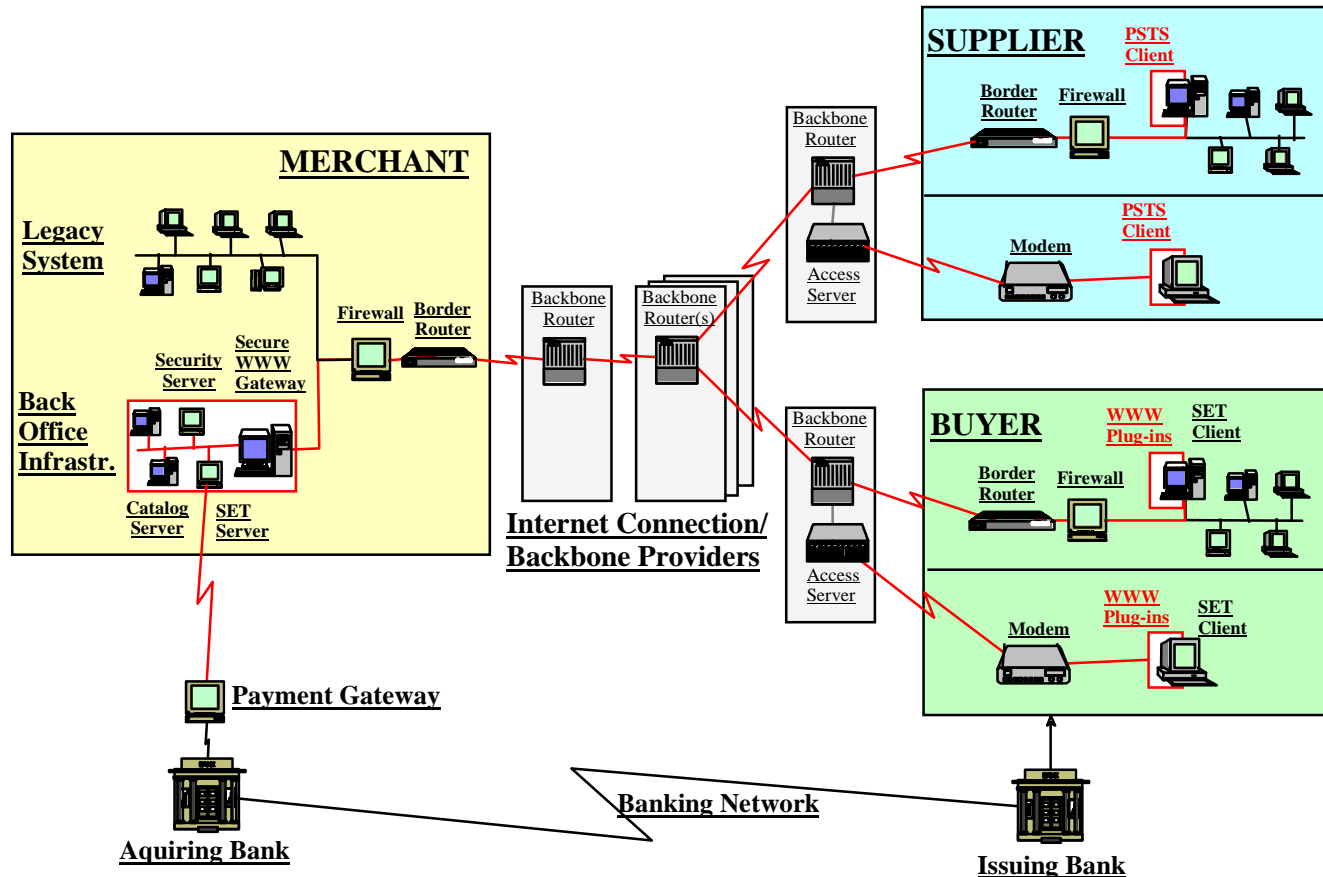 MERCHANT
Legacy
System
Firewall
Border
Router
Security
Server
Secure
WWW
Gateway
Back
Office
Infrastr.
Catalog
Server
SET
Server
Backbone
Router
Backbone
Router(s)
Internet Connection/
Backbone Providers
Backbone
Router
Access
Server
Backbone
Router
Access
Server
SUPPLIER
PSTS
Client
Border
Router
Firewall
PSTS
Client
Modem
BUYER
WWW
Plug-ins
SET
Client
Border
Router
Firewall
WWW
Plug-ins
SET
Client
Modem
Payment Gateway
Banking Network
Aquiring Bank
Issuing Bank